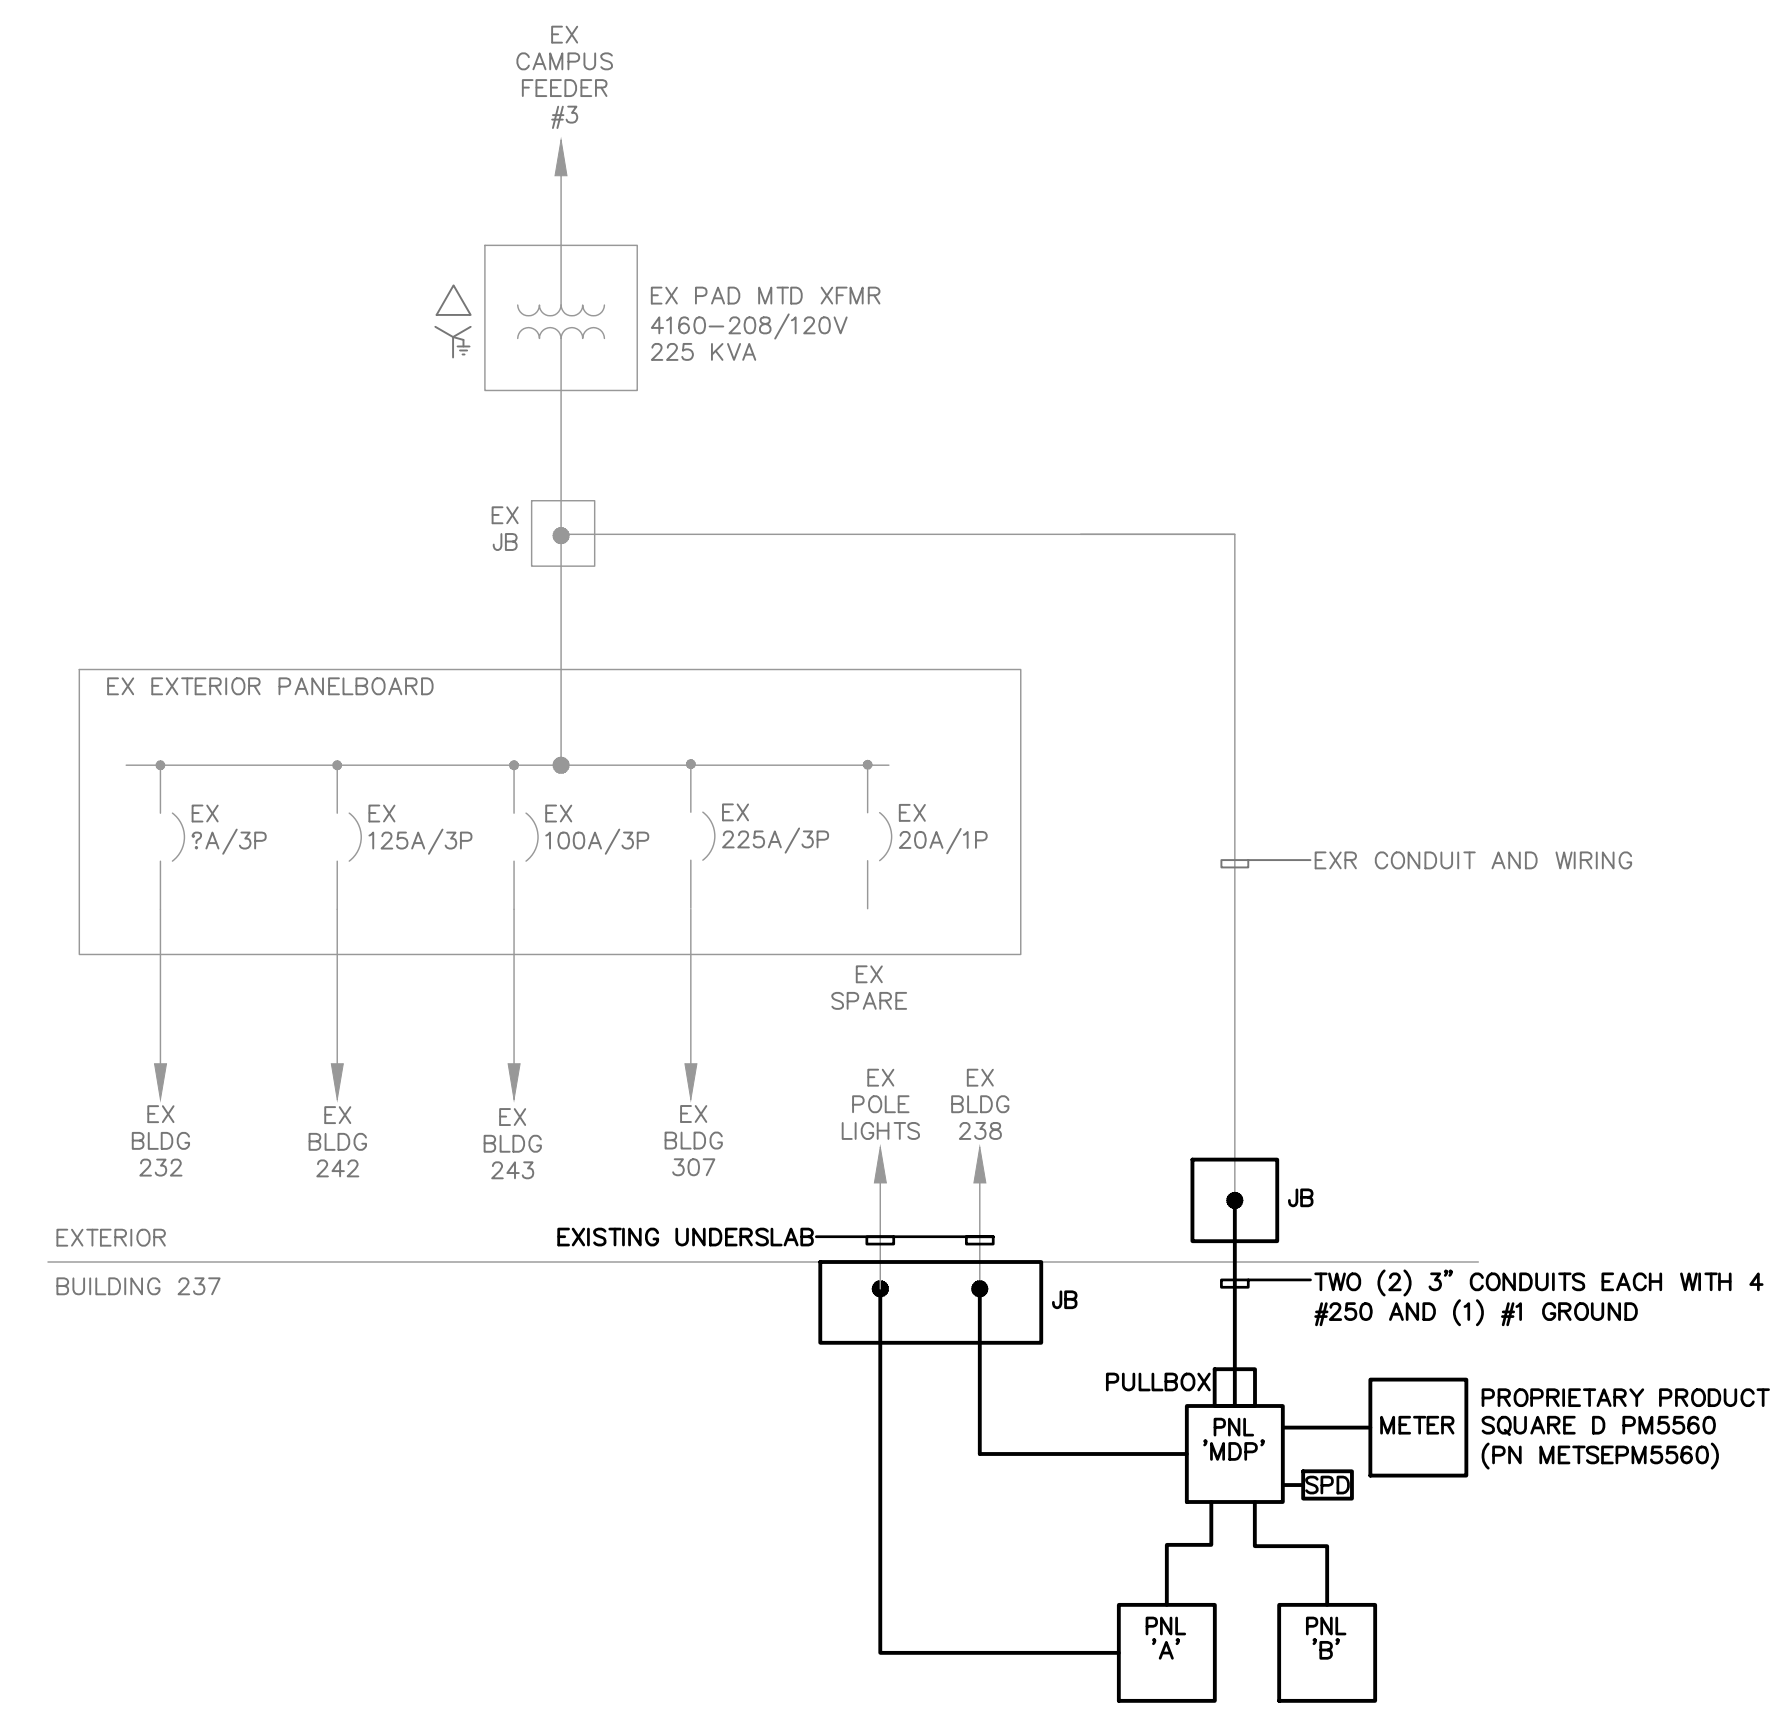 EX
CAMPUS
FEEDER
#3
EX PAD MTD XFMR
4160-208/120V
225 KVA
EX
JB
EX EXTERIOR PANELBOARD
EX
?A/3P
EX
125A/3P
EX
100A/3P
EX
225A/3P
EX
20A/1P
EXR CONDUIT AND WIRING
EX
SPARE
EX
BLDG
232
EX
BLDG
242
EX
BLDG
243
EX
BLDG
307
EX
POLE
LIGHTS
EX
BLDG
238
JB
EXTERIOR
EXISTING UNDERSLAB
BUILDING 237
JB
TWO (2) 3" CONDUITS EACH WITH 4
#250 AND (1) #1 GROUND
PULLBOX
PNL
'MDP'
METER
PROPRIETARY PRODUCT
SQUARE D PM5560
(PN METSEPM5560)
SPD
PNL
'A'
PNL
'B'